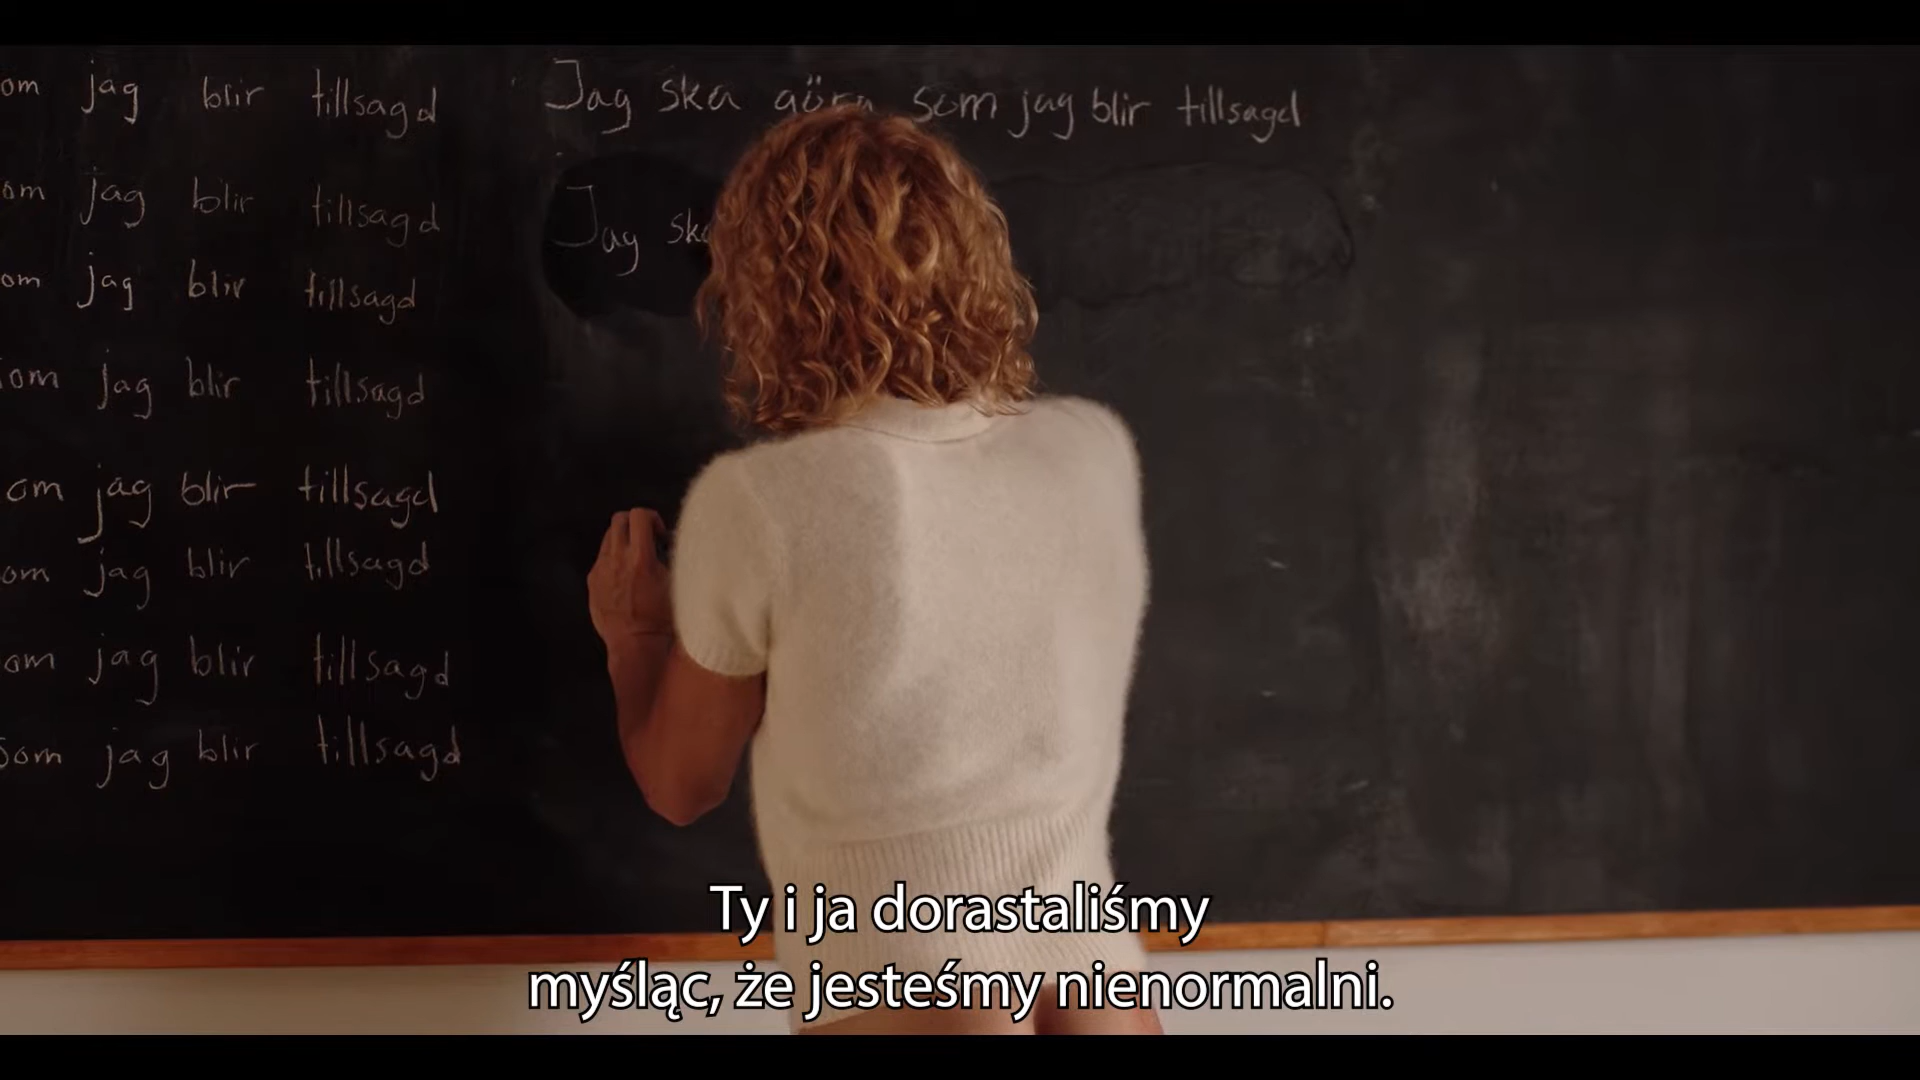 om jag blir tillsagd
om jag blir tillsagd
om jag blir tillsagd
om jag blir tillsagd
om jag blir tillsagd
om jag blir tillsagd
om jag blir tillsagd
som jag blir tillsagd
Jag ska göra som jag blir tillsagd
Jag ska
Ty i ja dorastaliśmy
myśląc, że jesteśmy nienormalni.